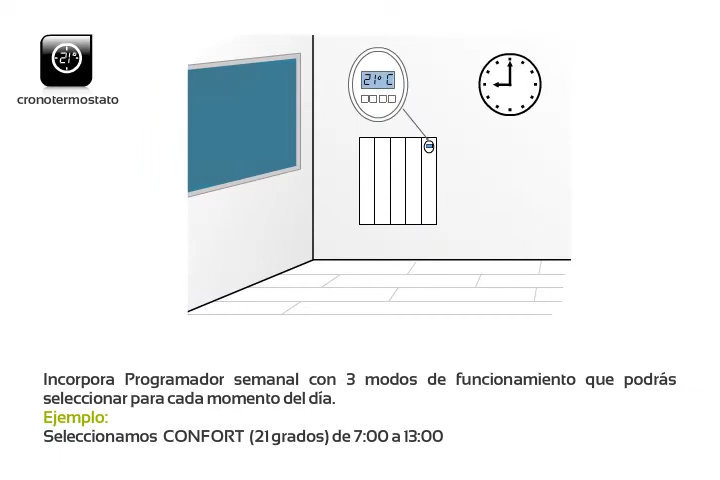 21°
cronotermostato
21° C
Incorpora Programador semanal con 3 modos de funcionamiento que podrás
seleccionar para cada momento del día.
Ejemplo:
Seleccionamos CONFORT (21 grados) de 7:00 a 13:00